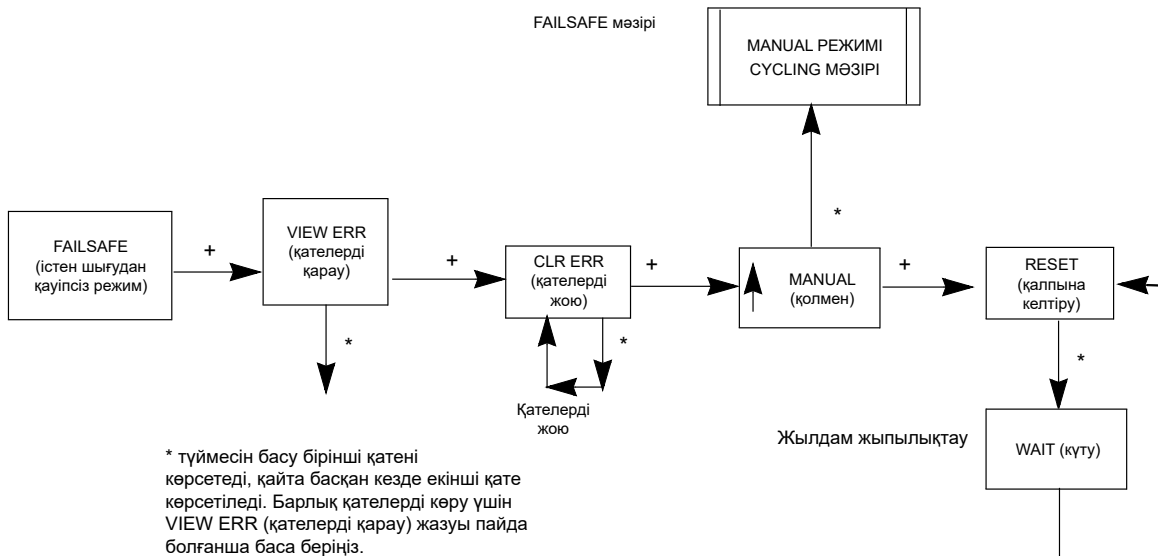 FAILSAFE мәзірі
MANUAL РЕЖИМІ
CYCLING МӘЗІРІ
*
FAILSAFE
(істен шығудан
қауіпсіз режим)
+
VIEW ERR
(қателерді
қарау)
+
CLR ERR
(қателерді
жою)
+
MANUAL
(қолмен)
+
RESET
(қалпына
келтіру)
*
*
*
Қателерді
жою
Жылдам жыпылықтау
WAIT (күту)
* түймесін басу бірінші қатені
көрсетеді, қайта басқан кезде екінші қате
көрсетіледі. Барлық қателерді көру үшін
VIEW ERR (қателерді қарау) жазуы пайда
болғанша баса беріңіз.